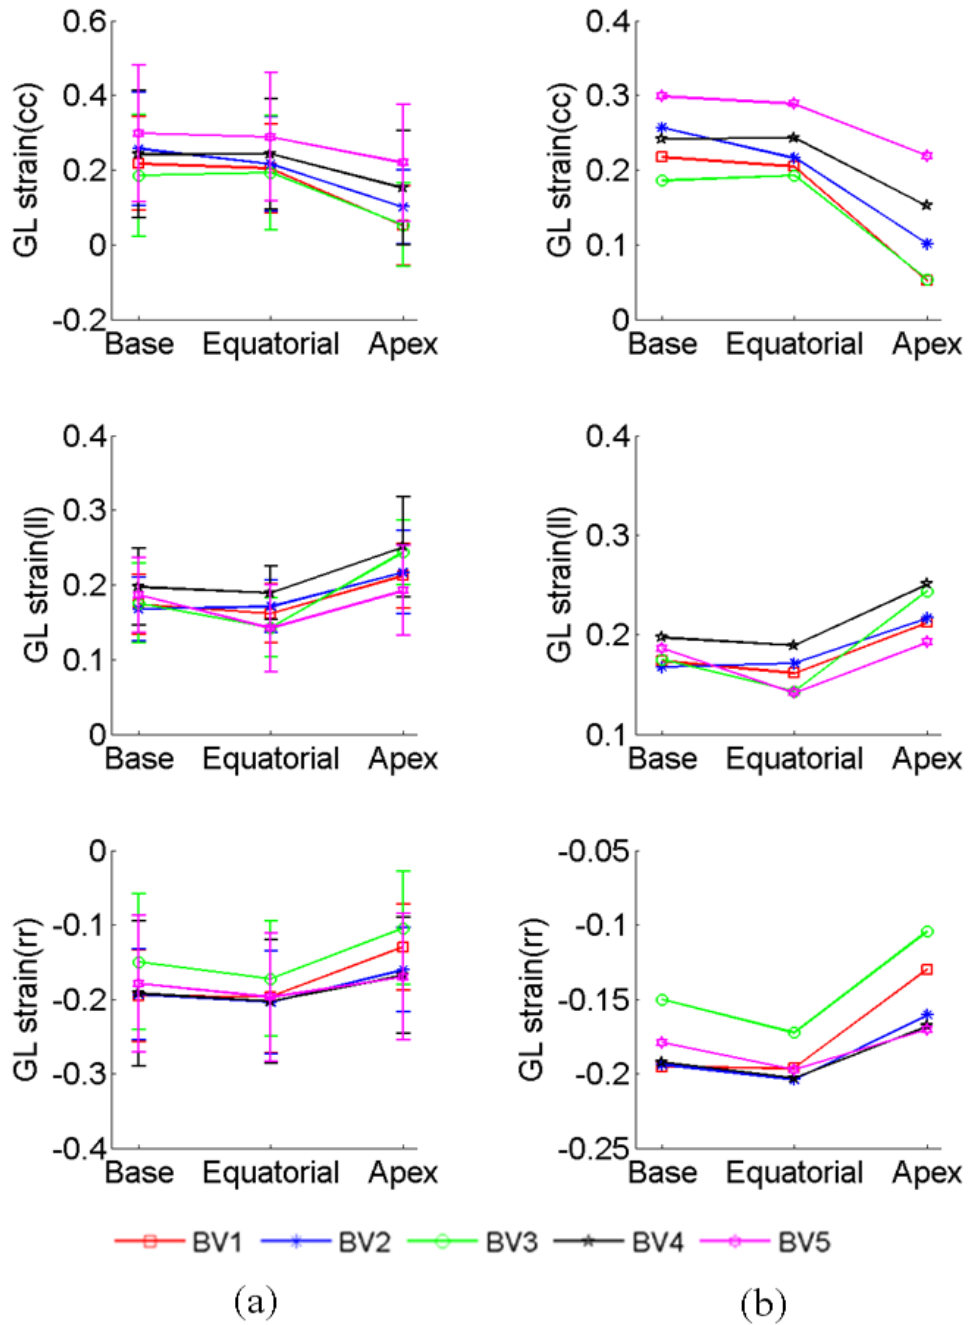 0.6
0.4
0.2
0
-0.2
GL strain(cc)
Base Equatorial Apex
0.4
0.3
0.2
0.1
0
GL strain(cc)
Base Equatorial Apex
0.4
0.3
0.2
0.1
0
GL strain(ll)
Base Equatorial Apex
0.4
0.3
0.2
0.1
GL strain(ll)
Base Equatorial Apex
0
-0.1
-0.2
-0.3
-0.4
GL strain(rr)
Base Equatorial Apex
-0.05
-0.1
-0.15
-0.2
-0.25
GL strain(rr)
Base Equatorial Apex
BV1 BV2 BV3 BV4 BV5
(a) (b)